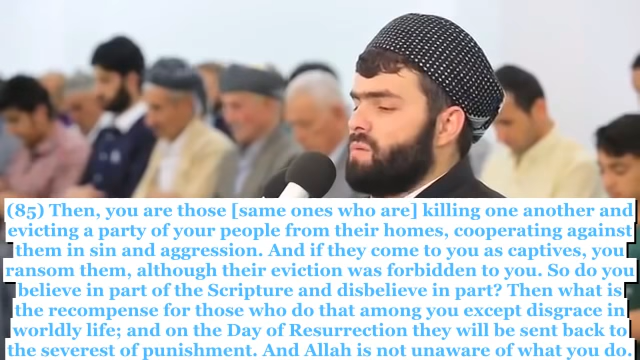 (85) Then, you are those [same ones who are] killing one another and
evicting a party of your people from their homes, cooperating against
them in sin and aggression. And if they come to you as captives, you
ransom them, although their eviction was forbidden to you. So do you
believe in part of the Scripture and disbelieve in part? Then what is
the recompense for those who do that among you except disgrace in
worldly life; and on the Day of Resurrection they will be sent back to
the severest of punishment. And Allah is not unaware of what you do.